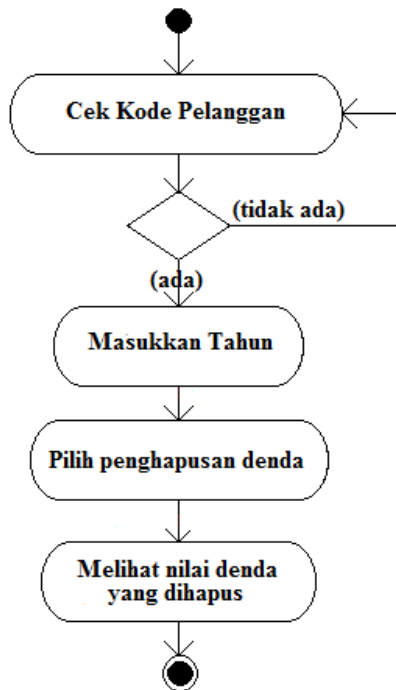 Cek Kode Pelanggan
(tidak ada)
(ada)
Masukkan Tahun
Pilih penghapusan denda
Melihat nilai denda
yang dihapus